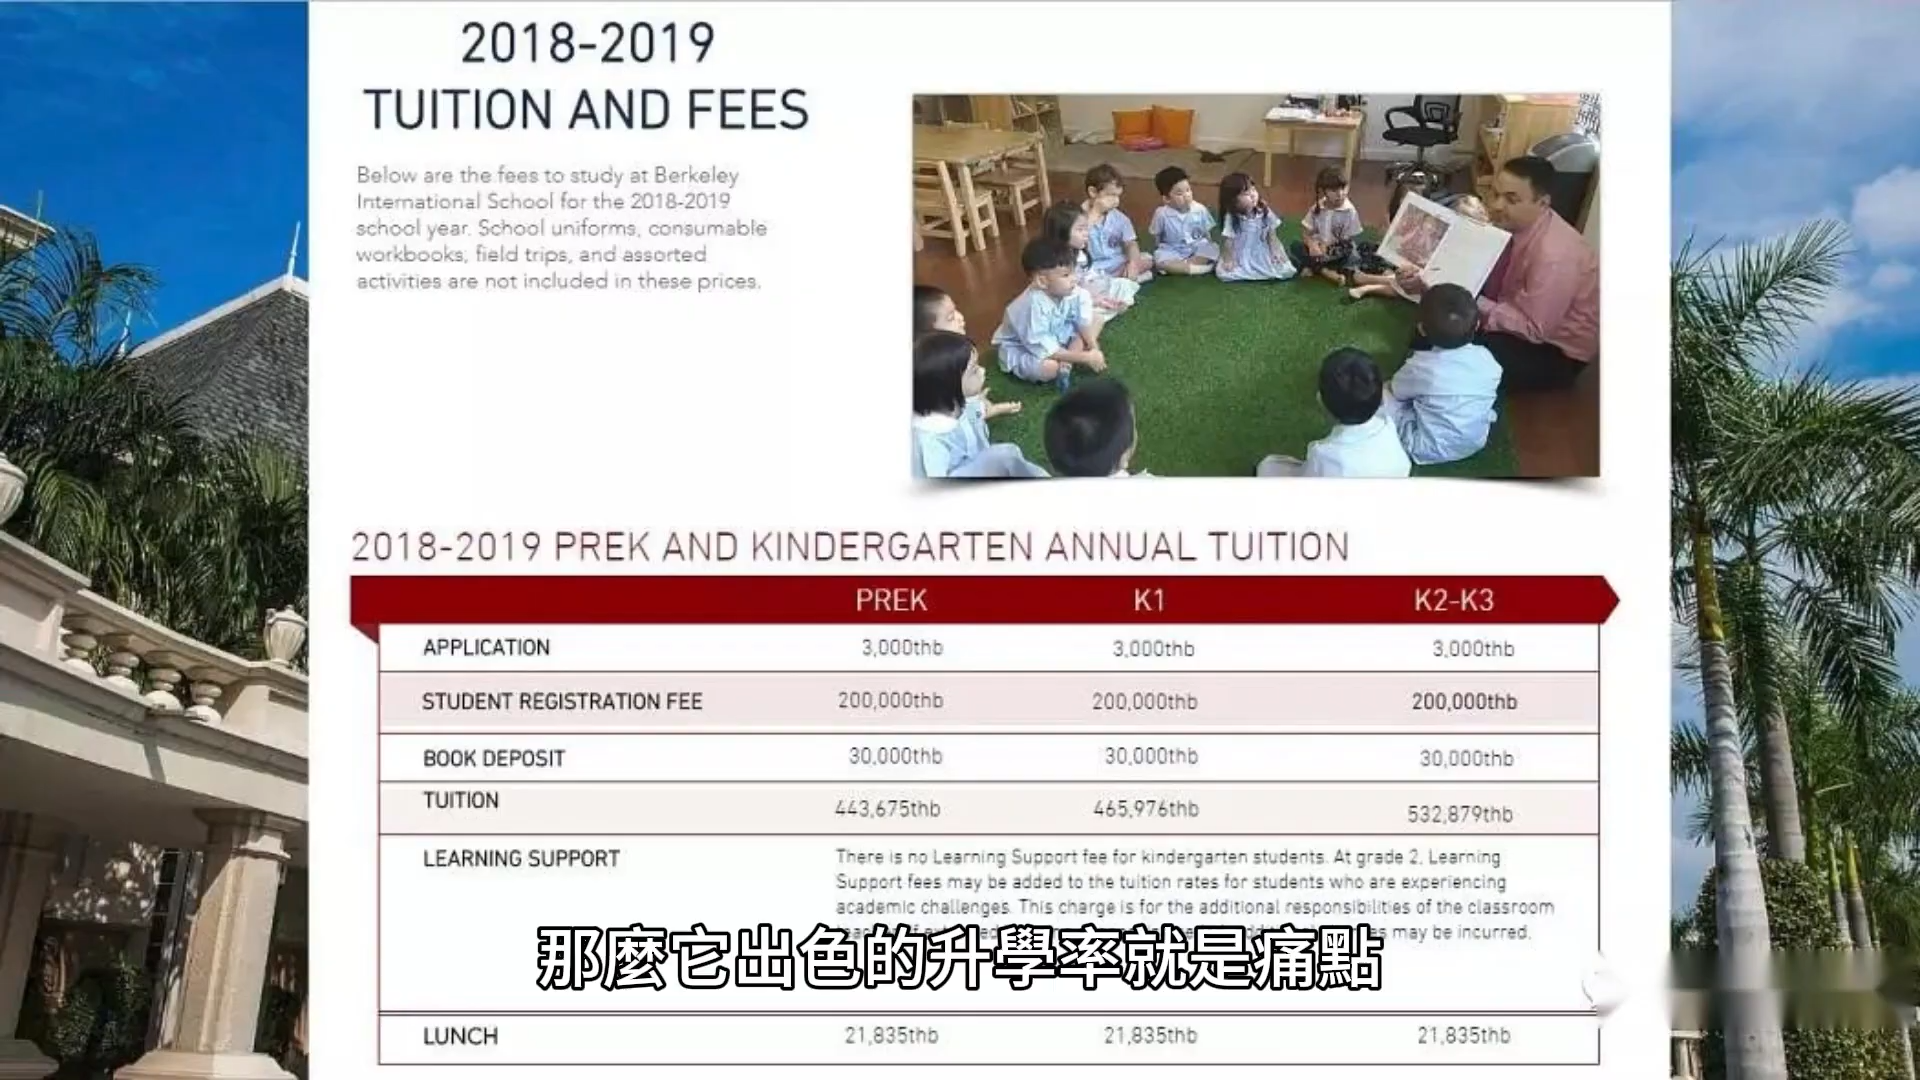 2018-2019
TUITION AND FEES
Below are the fees to study at Berkeley
International School for the 2018-2019
school year. School uniforms, consumable
workbooks, field trips, and assorted
activities are not included in these prices.
2018-2019 PREK AND KINDERGARTEN ANNUAL TUITION
PREK K1 K2-K3
APPLICATION 3,000thb 3,000thb 3,000thb
STUDENT REGISTRATION FEE 200,000thb 200,000thb 200,000thb
BOOK DEPOSIT 30,000thb 30,000thb 30,000thb
TUITION 443,675thb 465,976thb 532,879thb
LEARNING SUPPORT There is no Learning Support fee for kindergarten students. At grade 2, Learning
Support fees may be added to the tuition rates for students who are experiencing
academic challenges. This charge is for the additional responsibilities of the classroom
may be incurred.
那麼它出色的升學率就是痛點
LUNCH 21,835thb 21,835thb 21,835thb